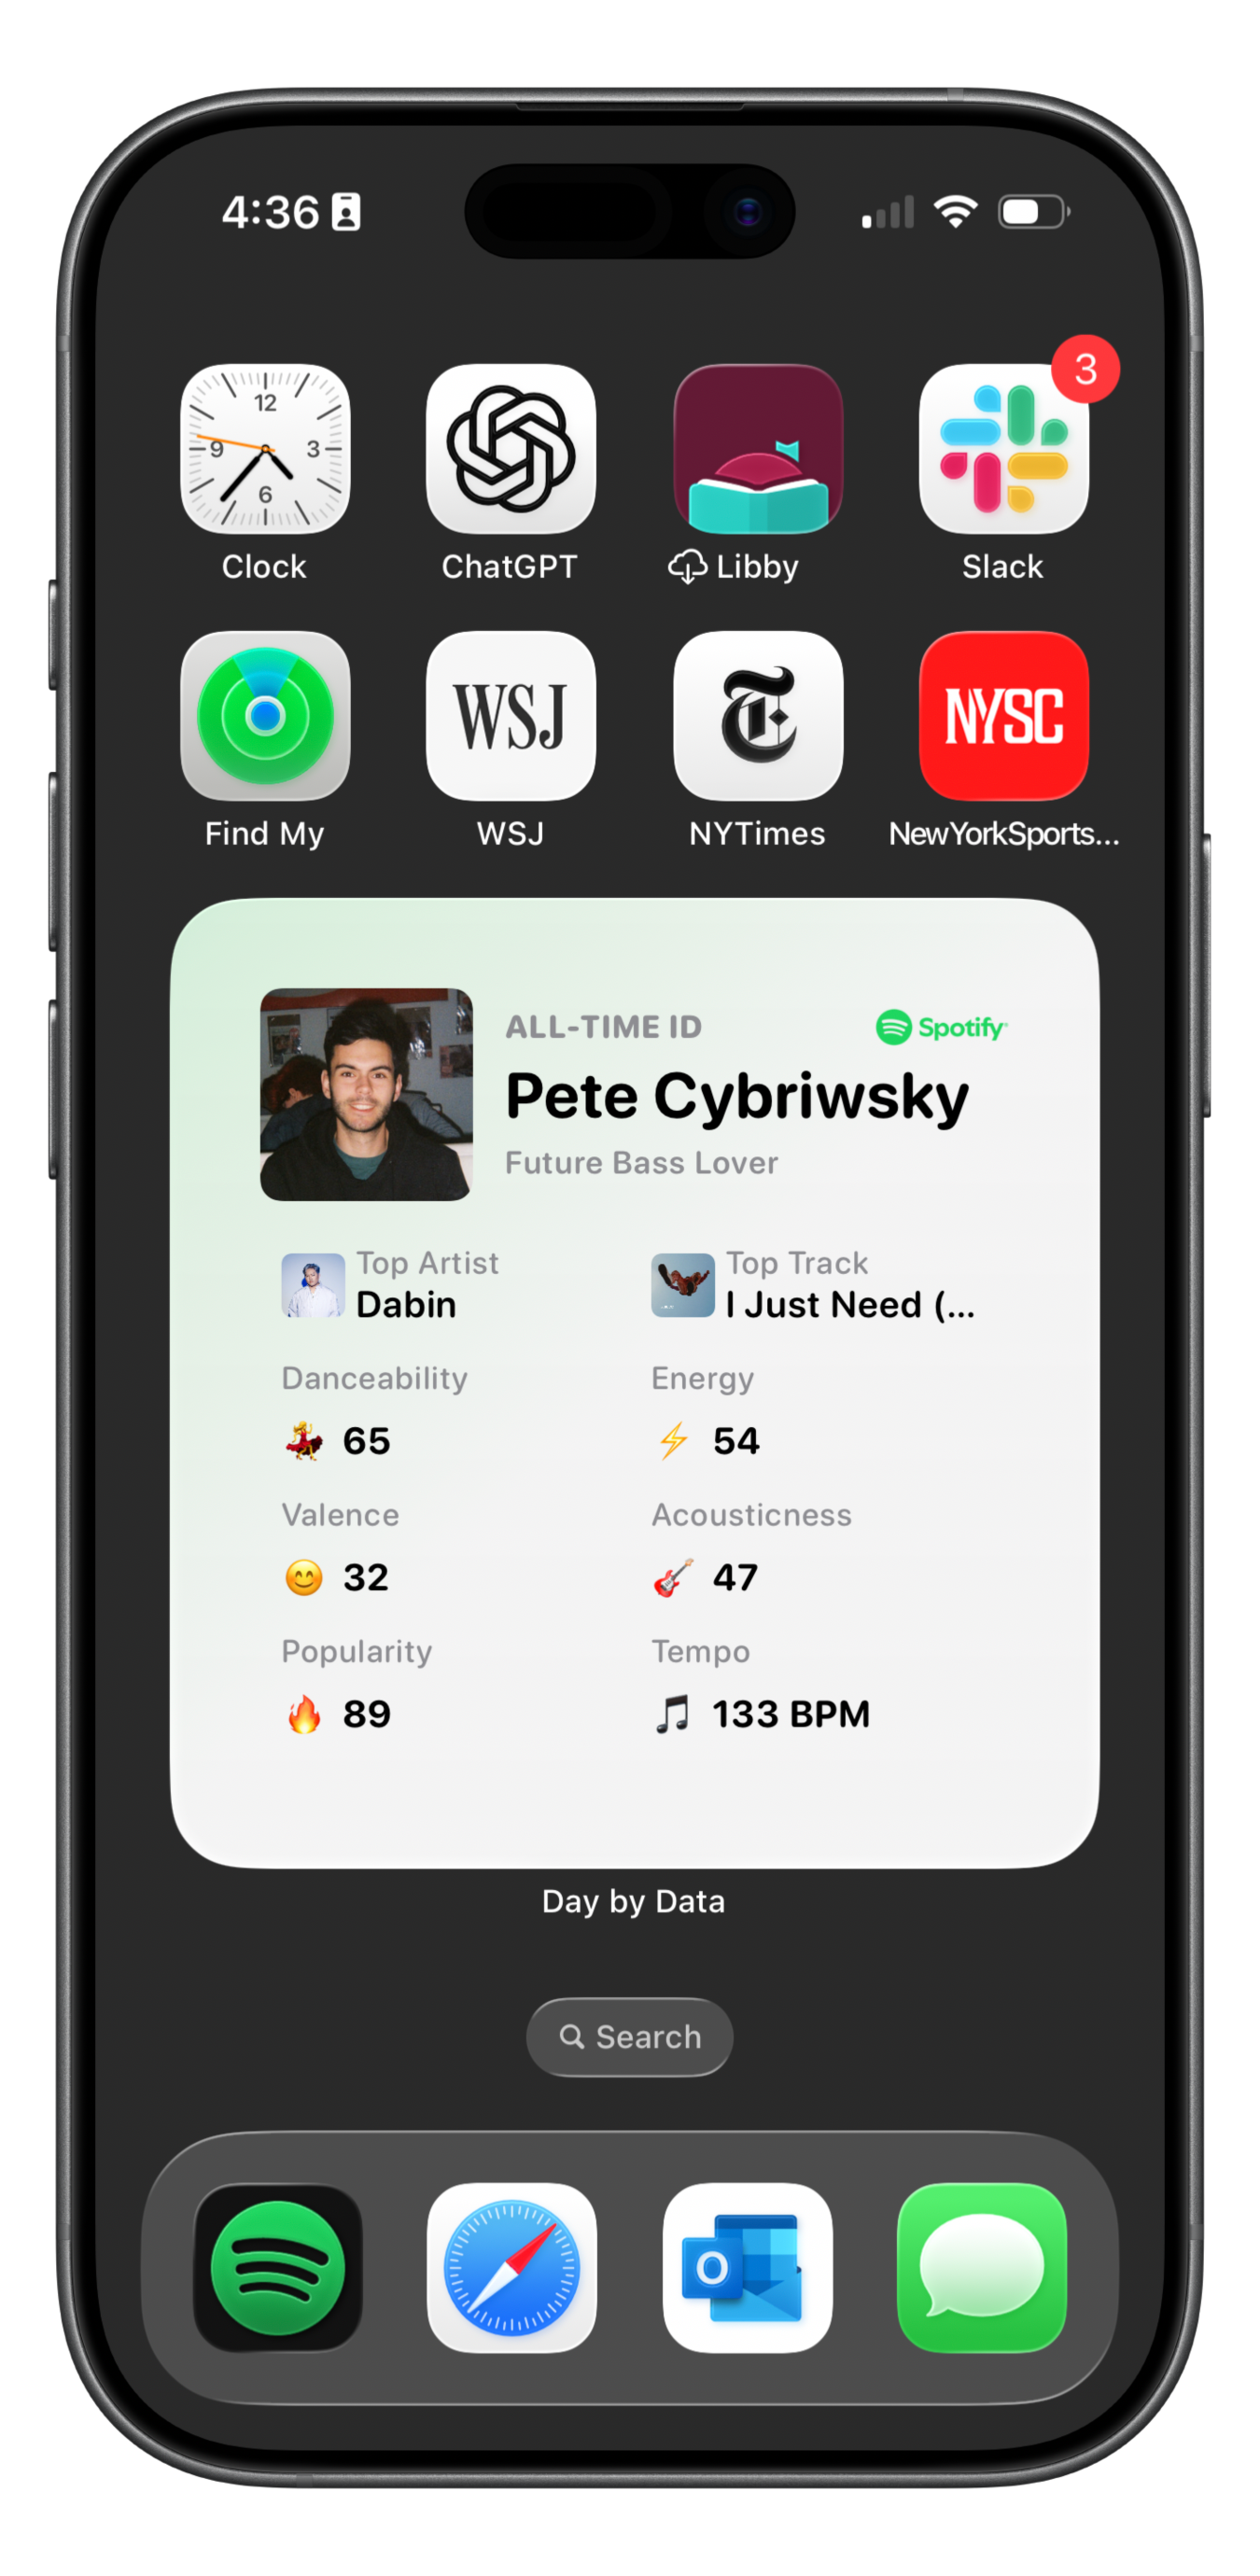 4:36
3
12
9
3
6
Clock
ChatGPT
Libby
Slack
WSJ
NYSC
Find My
WSJ
NYTimes
NewYorkSports...
ALL-TIME ID
Spotify
Pete Cybriwsky
Future Bass Lover
Top Artist
Dabin
Top Track
I Just Need (...
Danceability
65
Energy
54
Valence
32
Acousticness
47
Popularity
89
Tempo
133 BPM
Day by Data
Search